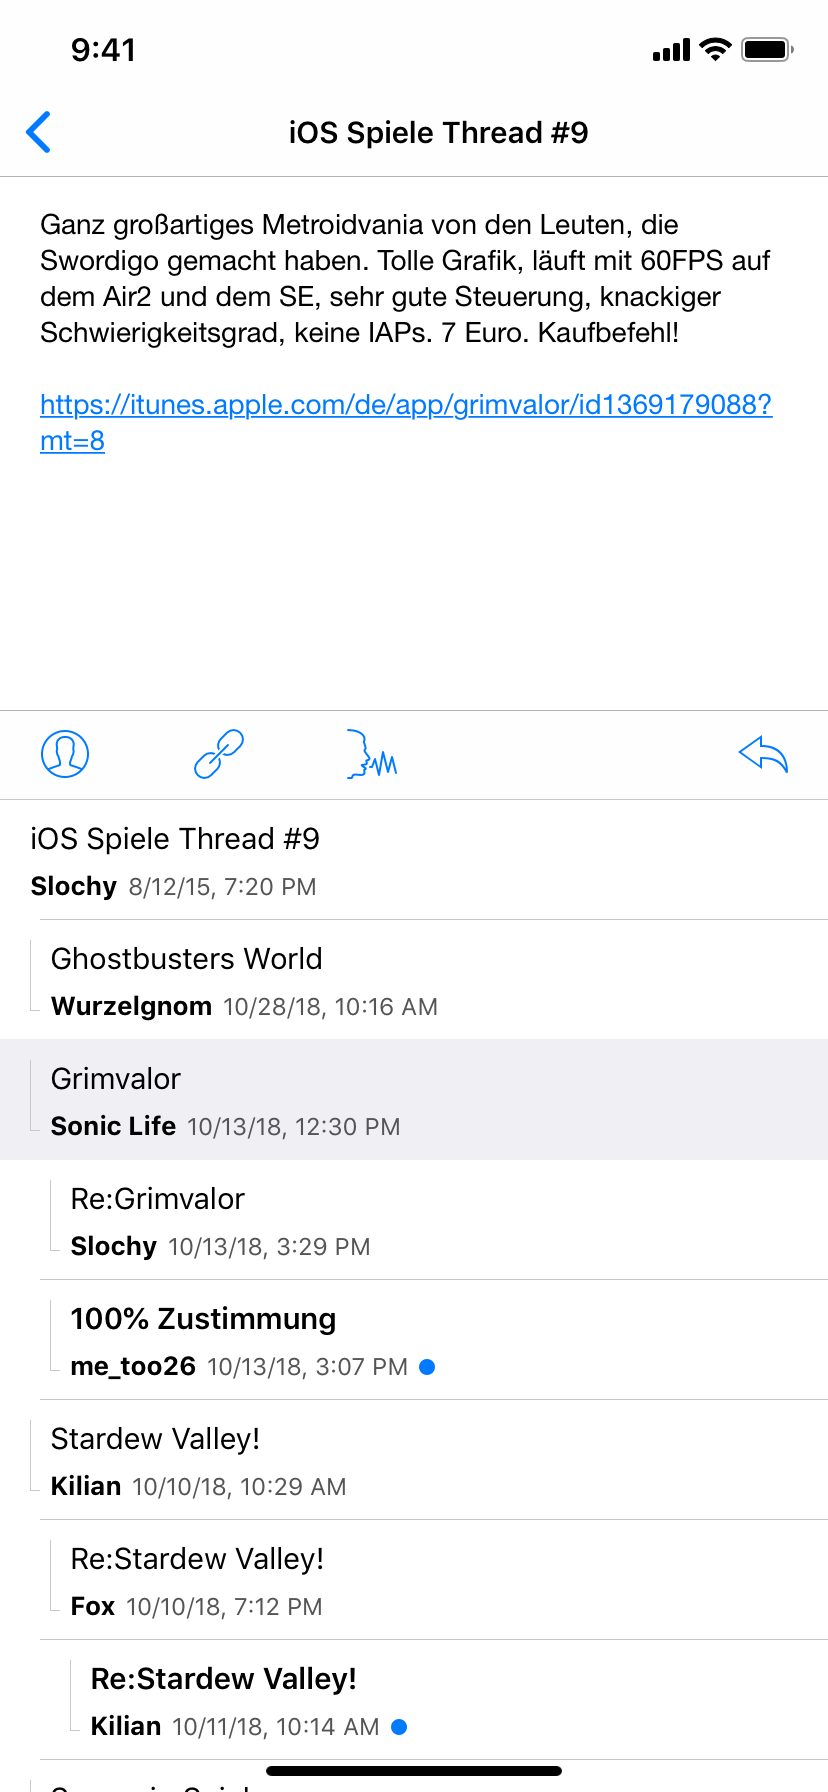 9:41
iOS Spiele Thread #9
Ganz großartiges Metroidvania von den Leuten, die
Swordigo gemacht haben. Tolle Grafik, läuft mit 60FPS auf
dem Air2 und dem SE, sehr gute Steuerung, knackiger
Schwierigkeitsgrad, keine IAPs. 7 Euro. Kaufbefehl!
https://itunes.apple.com/de/app/grimvalor/id1369179088?
mt=8
iOS Spiele Thread #9
Slochy 8/12/15, 7:20 PM
Ghostbusters World
Wurzelgnom 10/28/18, 10:16 AM
Grimvalor
Sonic Life 10/13/18, 12:30 PM
Re:Grimvalor
Slochy 10/13/18, 3:29 PM
100% Zustimmung
me_too26 10/13/18, 3:07 PM
Stardew Valley!
Kilian 10/10/18, 10:29 AM
Re:Stardew Valley!
Fox 10/10/18, 7:12 PM
Re:Stardew Valley!
Kilian 10/11/18, 10:14 AM